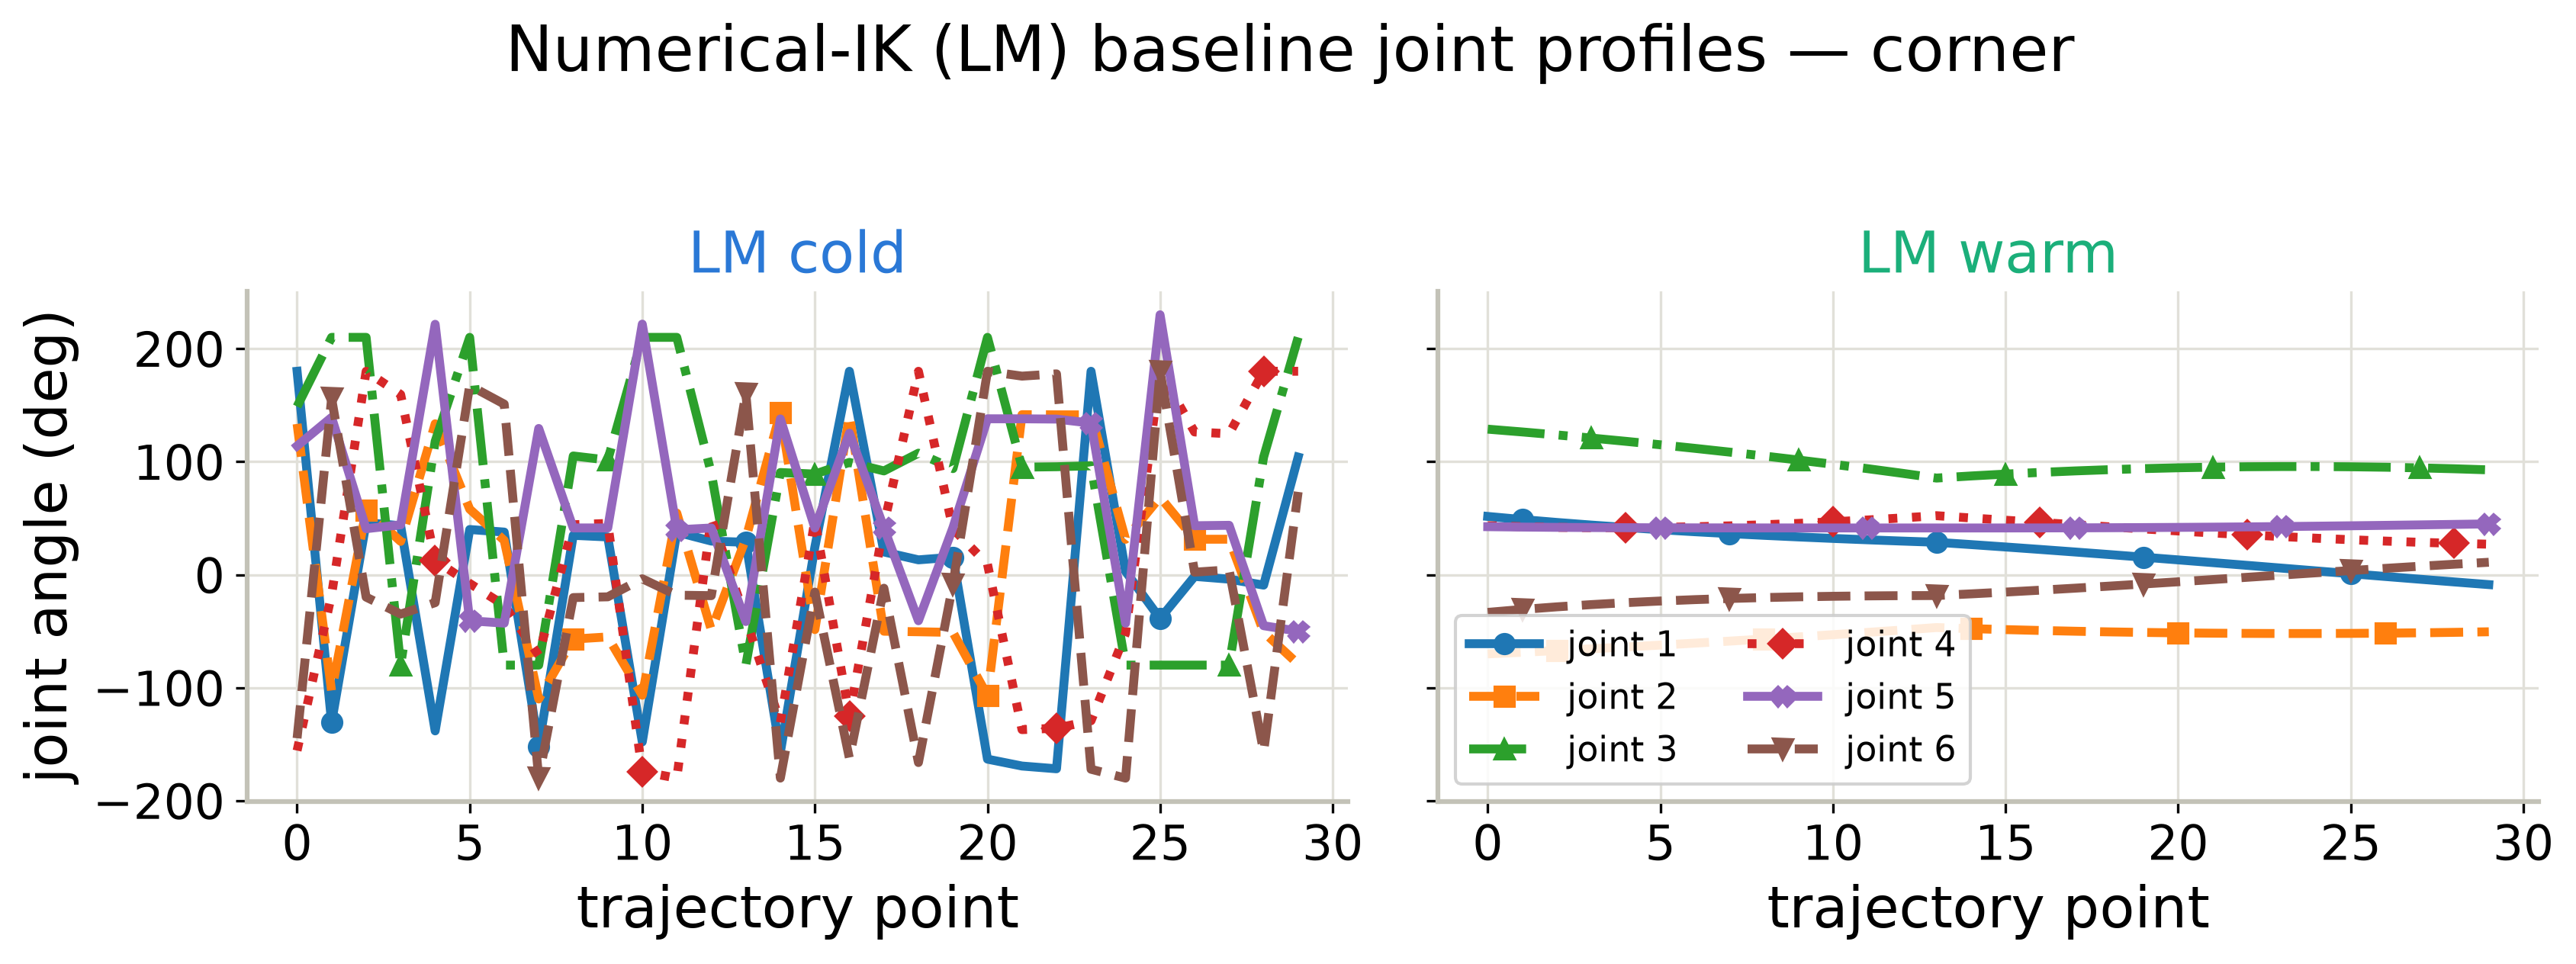 Numerical-IK (LM) baseline joint profiles — corner
LM cold
LM warm
joint angle (deg)
200
100
0
−100
−200
0 5 10 15 20 25 30
0 5 10 15 20 25 30
trajectory point
trajectory point
joint 1 joint 4
joint 2 joint 5
joint 3 joint 6